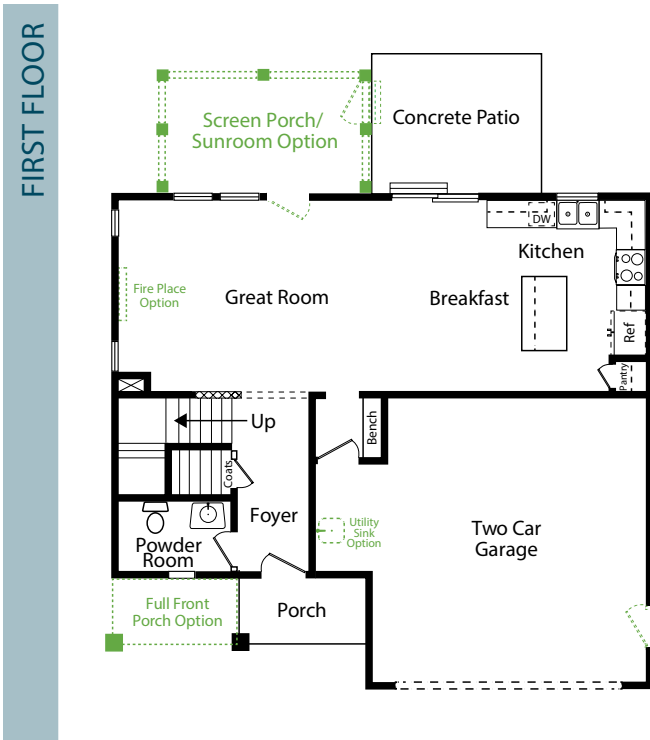 FIRST FLOOR
Screen Porch/
Sunroom Option
Concrete Patio
DW
Kitchen
Fire Place
Option
Great Room
Breakfast
Ref
Pantry
Up
Bench
Coats
Foyer
Utility
Sink
Option
Two Car
Garage
Powder
Room
Full Front
Porch Option
Porch